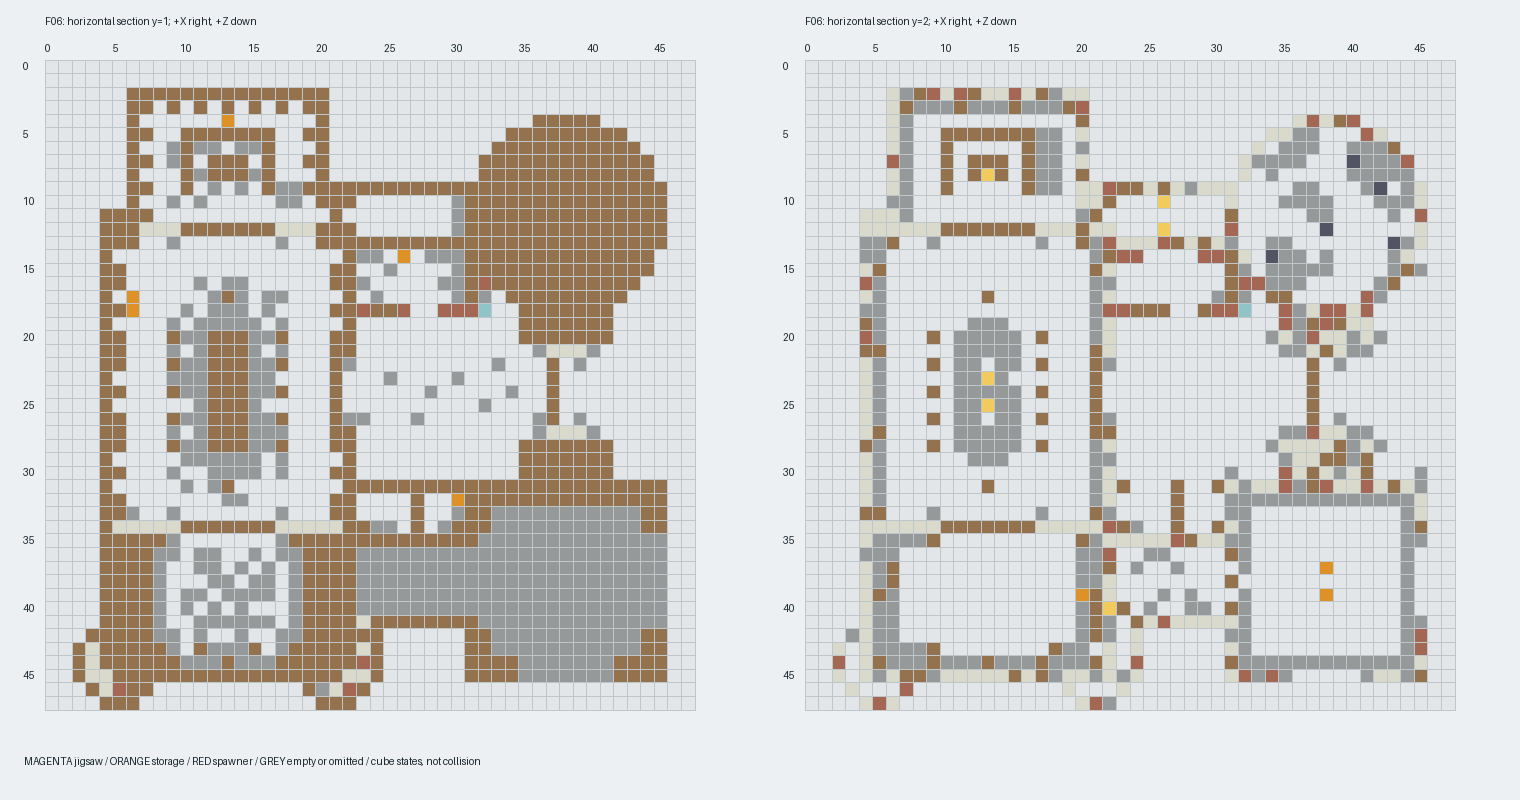 F06: horizontal section y=1; +X right, +Z down
F06: horizontal section y=2; +X right, +Z down
0 5 10 15 20 25 30 35 40 45
0 5 10 15 20 25 30 35 40 45
0 0
5 5
10 10
15 15
20 20
25 25
30 30
35 35
40 40
45 45
MAGENTA jigsaw / ORANGE storage / RED spawner / GREY empty or omitted / cube states, not collision